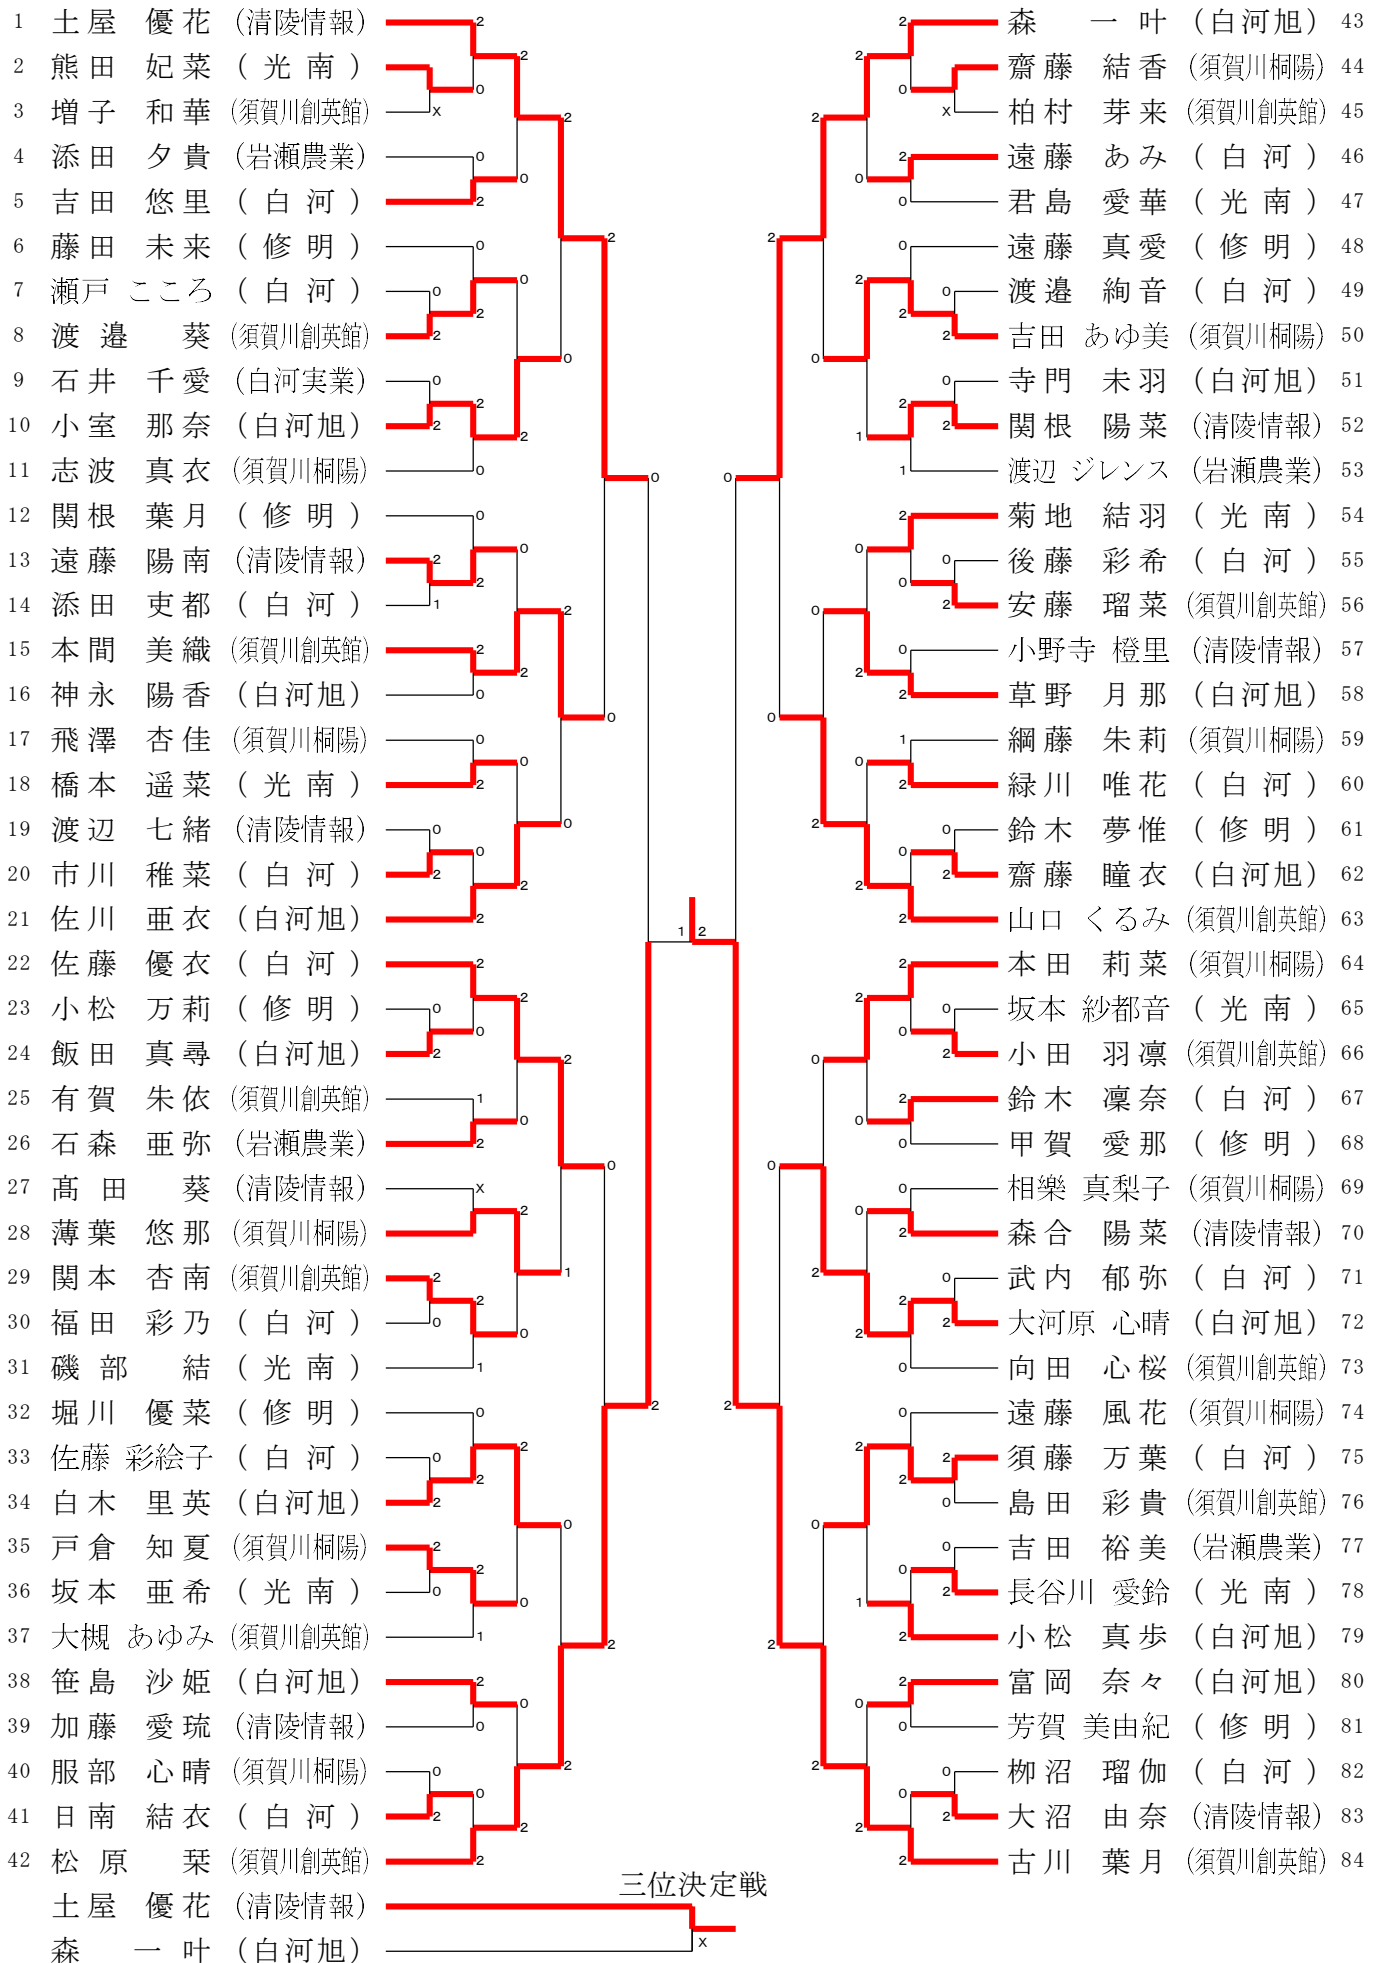 1 土屋 優花 (清陵情報)
2 熊田 妃菜 ( 光 南 )
3 増子 和華 (須賀川創英館)
4 添田 夕貴 (岩瀬農業)
5 吉田 悠里 ( 白 河 )
6 藤田 未来 ( 修 明 )
7 瀬戸 こころ ( 白 河 )
8 渡邉 葵 (須賀川創英館)
9 石井 千愛 (白河実業)
10 小室 那奈 (白河旭)
11 志波 真衣 (須賀川桐陽)
12 関根 葉月 ( 修 明 )
13 遠藤 陽南 (清陵情報)
14 添田 吏都 ( 白 河 )
15 本間 美織 (須賀川創英館)
16 神永 陽香 (白河旭)
17 飛澤 杏佳 (須賀川桐陽)
18 橋本 遥菜 ( 光 南 )
19 渡辺 七緒 (清陵情報)
20 市川 稚菜 ( 白 河 )
21 佐川 亜衣 (白河旭)
22 佐藤 優衣 ( 白 河 )
23 小松 万莉 ( 修 明 )
24 飯田 真尋 (白河旭)
25 有賀 朱依 (須賀川創英館)
26 石森 亜弥 (岩瀬農業)
27 髙田 葵 (清陵情報)
28 薄葉 悠那 (須賀川桐陽)
29 関本 杏南 (須賀川創英館)
30 福田 彩乃 ( 白 河 )
31 磯部 結 ( 光 南 )
32 堀川 優菜 ( 修 明 )
33 佐藤 彩絵子 ( 白 河 )
34 白木 里英 (白河旭)
35 戸倉 知夏 (須賀川桐陽)
36 坂本 亜希 ( 光 南 )
37 大槻 あゆみ (須賀川創英館)
38 笹島 沙姫 (白河旭)
39 加藤 愛琉 (清陵情報)
40 服部 心晴 (須賀川桐陽)
41 日南 結衣 ( 白 河 )
42 松原 栞 (須賀川創英館)
森 一叶 (白河旭) 43
齋藤 結香 (須賀川桐陽) 44
柏村 芽来 (須賀川創英館) 45
遠藤 あみ ( 白 河 ) 46
君島 愛華 ( 光 南 ) 47
遠藤 真愛 ( 修 明 ) 48
渡邉 絢音 ( 白 河 ) 49
吉田 あゆ美 (須賀川桐陽) 50
寺門 未羽 (白河旭) 51
関根 陽菜 (清陵情報) 52
渡辺 ジレンス (岩瀬農業) 53
菊地 結羽 ( 光 南 ) 54
後藤 彩希 ( 白 河 ) 55
安藤 瑠菜 (須賀川創英館) 56
小野寺 橙里 (清陵情報) 57
草野 月那 (白河旭) 58
綱藤 朱莉 (須賀川桐陽) 59
緑川 唯花 ( 白 河 ) 60
鈴木 夢惟 ( 修 明 ) 61
齋藤 瞳衣 (白河旭) 62
山口 くるみ (須賀川創英館) 63
本田 莉菜 (須賀川桐陽) 64
坂本 紗都音 ( 光 南 ) 65
小田 羽凛 (須賀川創英館) 66
鈴木 凜奈 ( 白 河 ) 67
甲賀 愛那 ( 修 明 ) 68
相樂 真梨子 (須賀川桐陽) 69
森合 陽菜 (清陵情報) 70
武内 郁弥 ( 白 河 ) 71
大河原 心晴 (白河旭) 72
向田 心桜 (須賀川創英館) 73
遠藤 風花 (須賀川桐陽) 74
須藤 万葉 ( 白 河 ) 75
島田 彩貴 (須賀川創英館) 76
吉田 裕美 (岩瀬農業) 77
長谷川 愛鈴 ( 光 南 ) 78
小松 真歩 (白河旭) 79
富岡 奈々 (白河旭) 80
芳賀 美由紀 ( 修 明 ) 81
栁沼 瑠伽 ( 白 河 ) 82
大沼 由奈 (清陵情報) 83
古川 葉月 (須賀川創英館) 84
1 2
三位決定戦
土屋 優花 (清陵情報)
森 一叶 (白河旭)
x